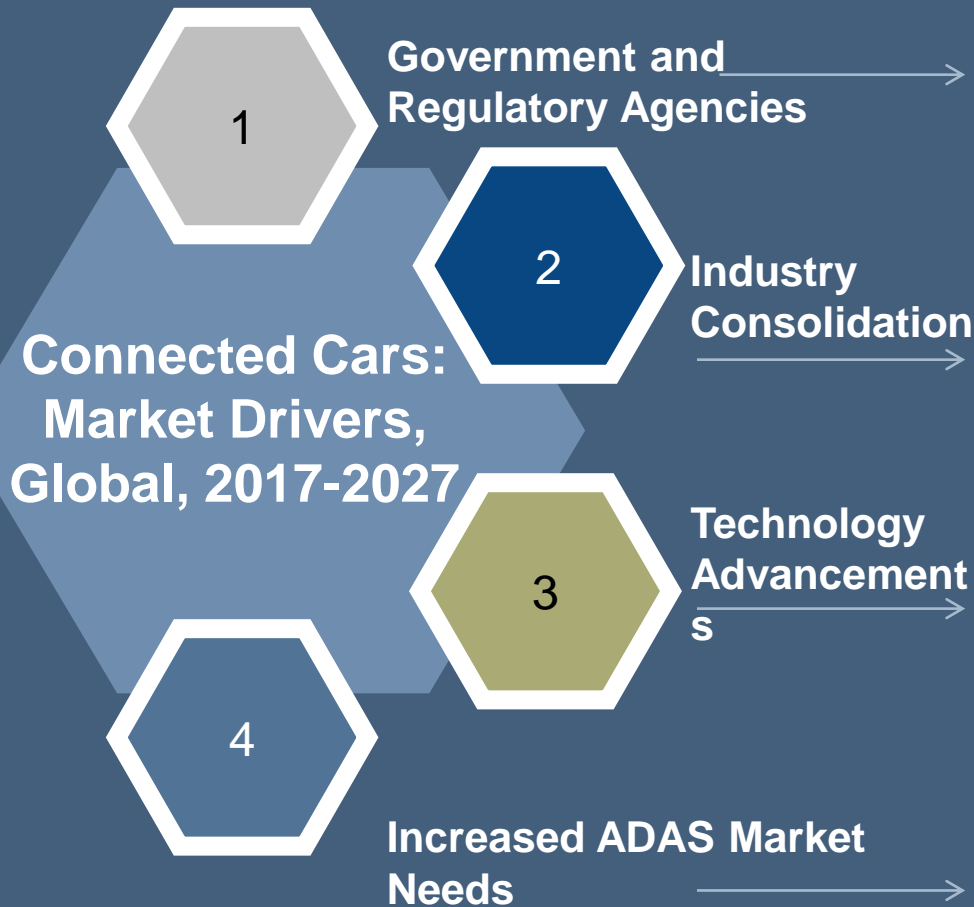 1
Government and
Regulatory Agencies
2
Industry
Consolidation
Connected Cars:
Market Drivers,
Global, 2017-2027
3
Technology
Advancement
s
4
Increased ADAS Market
Needs